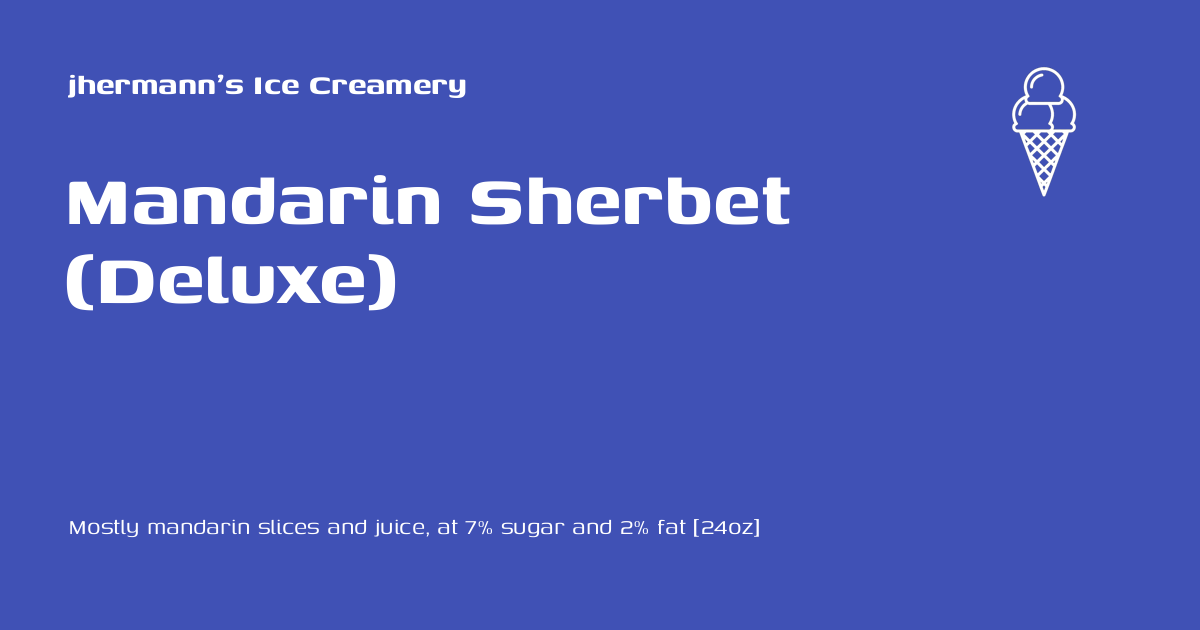 jhermann’s Ice Creamery
Mandarin Sherbet
(Deluxe)
Mostly mandarin slices and juice, at 7% sugar and 2% fat [24oz]